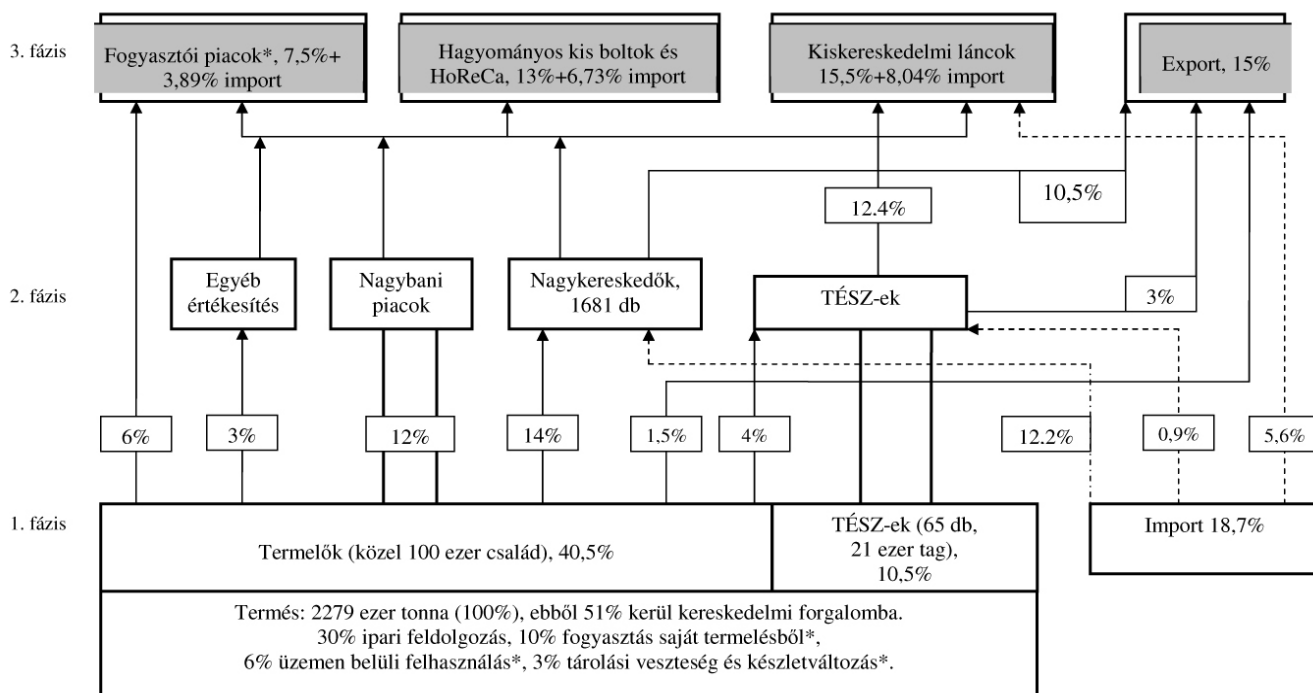 3. fázis
Fogyasztói piacok*, 7,5%+
3,89% import
Hagyományos kis boltok és
HoReCa, 13%+6,73% import
Kiskereskedelmi láncok
15,5%+8,04% import
Export, 15%
10,5%
12.4%
2. fázis
Egyéb
értékesítés
Nagybani
piacok
Nagykereskedők,
1681 db
TÉSZ-ek
3%
6%
3%
12%
14%
1,5%
4%
12.2%
0,9%
5,6%
1. fázis
Termelők (közel 100 ezer család), 40,5%
TÉSZ-ek (65 db,
21 ezer tag),
10,5%
Import 18,7%
Termés: 2279 ezer tonna (100%), ebből 51% kerül kereskedelmi forgalomba.
30% ipari feldolgozás, 10% fogyasztás saját termelésből*,
6% üzemen belüli felhasználás*, 3% tárolási veszteség és készletváltozás*.